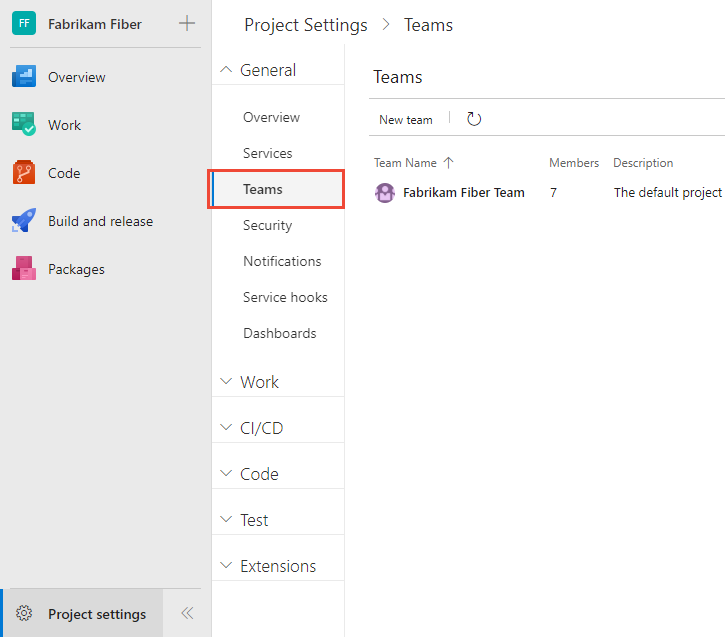 FF Fabrikam Fiber
Overview
Work
Code
Build and release
Packages
Project settings
Project Settings > Teams
General
Overview
Services
Teams
Security
Notifications
Service hooks
Dashboards
Work
CI/CD
Code
Test
Extensions
Teams
New team
Team Name Members Description
Fabrikam Fiber Team 7 The default project